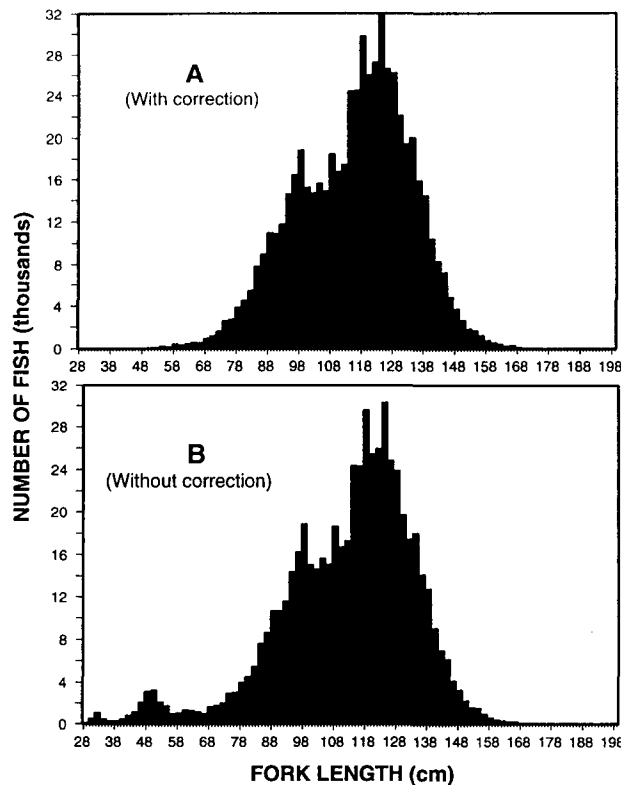 NUMBER OF FISH (thousands)
32
28
24
20
16
12
8
4
0
A
(With correction)
28 38 48 58 68 78 88 98 108 118 128 138 148 158 168 178 188 198
32
28
24
20
16
12
8
4
0
B
(Without correction)
28 38 48 58 68 78 88 98 108 118 128 138 148 158 168 178 188 198
FORK LENGTH (cm)